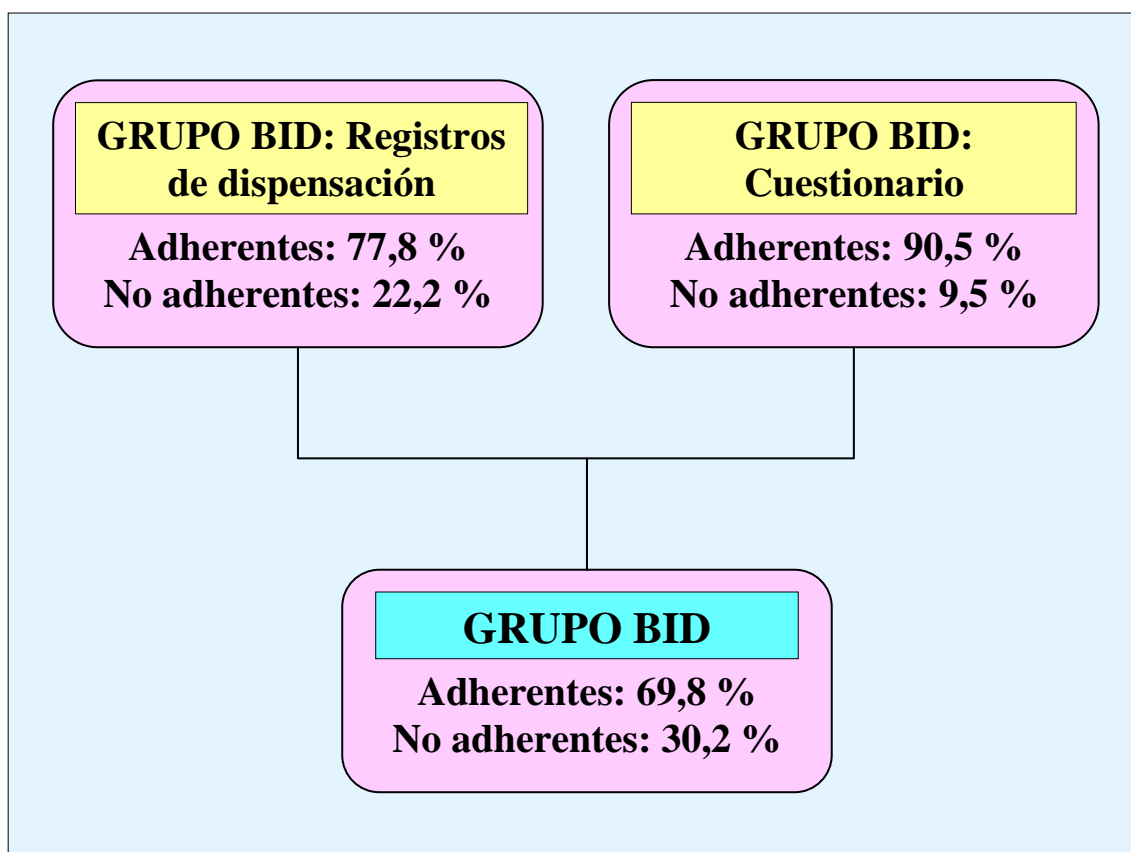 GRUPO BID: Registros
de dispensación
Adherentes: 77,8 %
No adherentes: 22,2 %
GRUPO BID:
Cuestionario
Adherentes: 90,5 %
No adherentes: 9,5 %
GRUPO BID
Adherentes: 69,8 %
No adherentes: 30,2 %